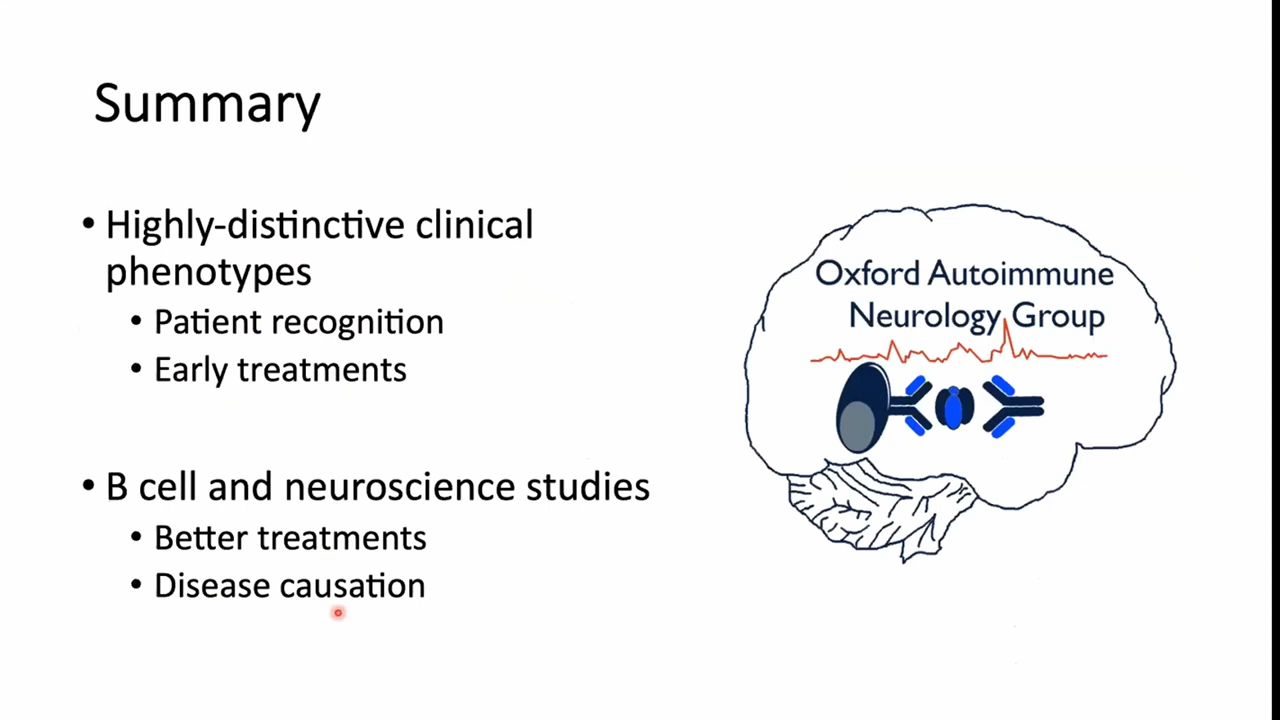 Summary
• Highly-distinctive clinical
phenotypes
• Patient recognition
• Early treatments
• B cell and neuroscience studies
• Better treatments
• Disease causation
Oxford Autoimmune
Neurology Group